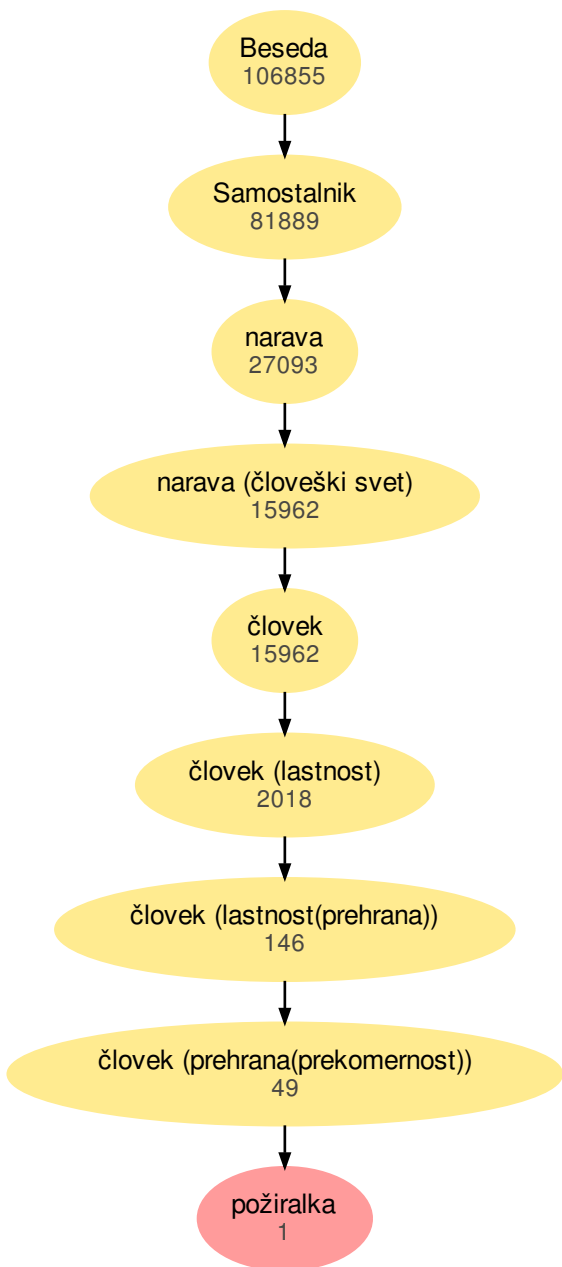 Beseda
106855
Samostalnik
81889
narava
27093
narava (človeški svet)
15962
človek
15962
človek (lastnost)
2018
človek (lastnost(prehrana))
146
človek (prehrana(prekomernost))
49
požiralka
1